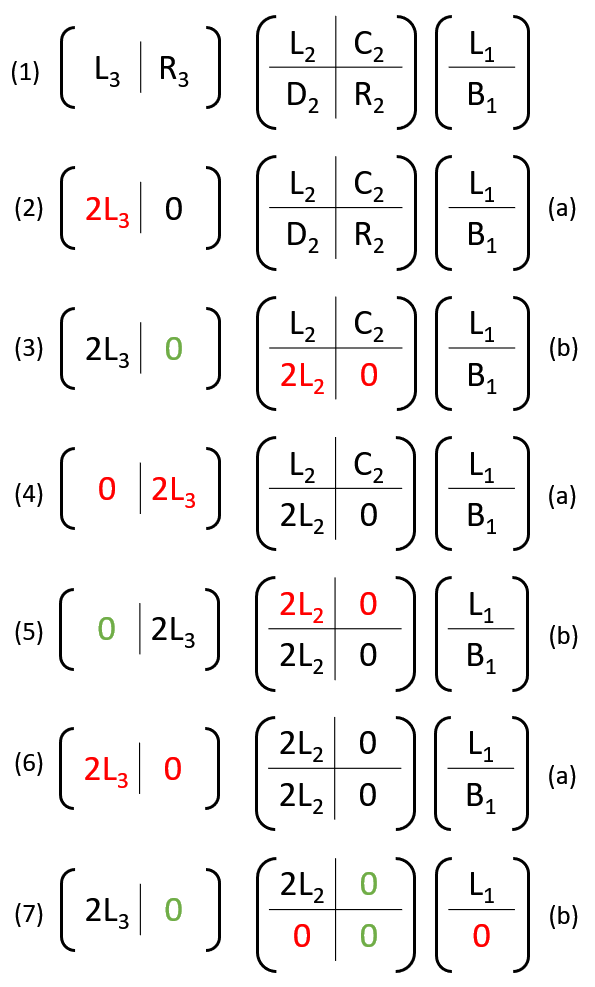 (1) L₃ R₃ L₂ C₂ L₁
D₂ R₂ B₁
(2) 2L₃ 0 L₂ C₂ L₁ (a)
D₂ R₂ B₁
(3) 2L₃ 0 L₂ C₂ L₁ (b)
2L₂ 0 B₁
(4) 0 2L₃ L₂ C₂ L₁ (a)
2L₂ 0 B₁
(5) 0 2L₃ 2L₂ 0 L₁ (b)
2L₂ 0 B₁
(6) 2L₃ 0 2L₂ 0 L₁ (a)
2L₂ 0 B₁
(7) 2L₃ 0 2L₂ 0 L₁ (b)
0 0 0